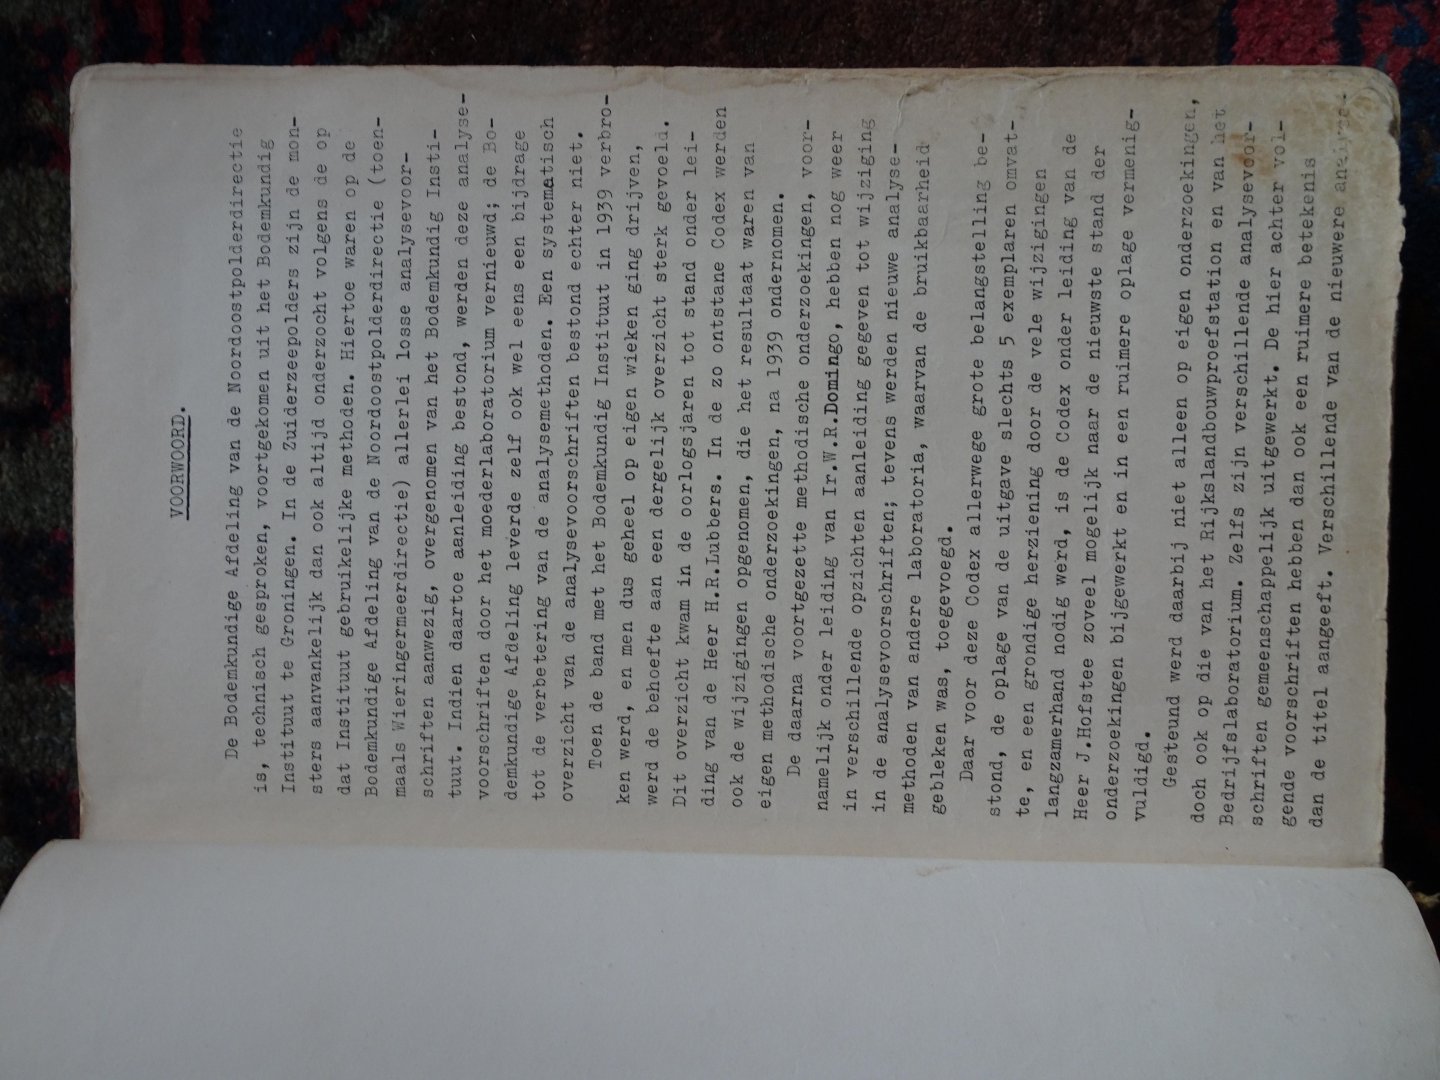 VOORWOORD.
De Bodemkundige Afdeling van de Noordoostpolderdirectie
is, technisch gesproken, voortgekomen uit het Bodemkundig
Instituut te Groningen. In de Zuiderzeepolders zijn de mon-
sters aanvankelijk dan ook altijd onderzocht volgens de op
dat Instituut gebruikelijke methoden. Hiertoe waren op de
Bodemkundige Afdeling van de Noordoostpolderdirectie (toen-
maals Wieringermeerdirectie) allerlei losse analysevoor-
schriften aanwezig, overgenomen van het Bodemkundig Insti-
tuut. Indien daartoe aanleiding bestond, werden deze analyse-
voorschriften door het moederlaboratorium vernieuwd; de Bo-
demkundige Afdeling leverde zelf ook wel eens een bijdrage
tot de verbetering van de analysemethoden. Een systematisch
overzicht van de analysevoorschriften bestond echter niet.
Toen de band met het Bodemkundig Instituut in 1939 verbro-
ken werd, en men dus geheel op eigen wieken ging drijven,
werd de behoefte aan een dergelijk overzicht sterk gevoeld.
Dit overzicht kwam in de oorlogsjaren tot stand onder lei-
ding van de Heer H.R.Lubbers. In de zo ontstane Codex werden
ook de wijzigingen opgenomen, die het resultaat waren van
eigen methodische onderzoekingen, na 1939 ondernomen.
De daarna voortgezette methodische onderzoekingen, voor-
namelijk onder leiding van Ir.W.R.Domingo, hebben nog weer
in verschillende opzichten aanleiding gegeven tot wijziging
in de analysevoorschriften; tevens werden nieuwe analyse-
methoden van andere laboratoria, waarvan de bruikbaarheid
gebleken was, toegevoegd.
Daar voor deze Codex allerwege grote belangstelling be-
stond, de oplage van de uitgave slechts 5 exemplaren omvat-
te, en een grondige herziening door de vele wijzigingen
langzamerhand nodig werd, is de Codex onder leiding van de
Heer J.Hofstee zoveel mogelijk naar de nieuwste stand der
onderzoekingen bijgewerkt en in een ruimere oplage vermenig-
vuldigd.
Gesteund werd daarbij niet alleen op eigen onderzoekingen,
doch ook op die van het Rijkslandbouwproefstation en van het
Bedrijfslaboratorium. Zelfs zijn verschillende analysevoor-
schriften gemeenschappelijk uitgewerkt. De hier achter vol-
gende voorschriften hebben dan ook een ruimere betekenis
dan de titel aangeeft. Verschillende van de nieuwere analyse-